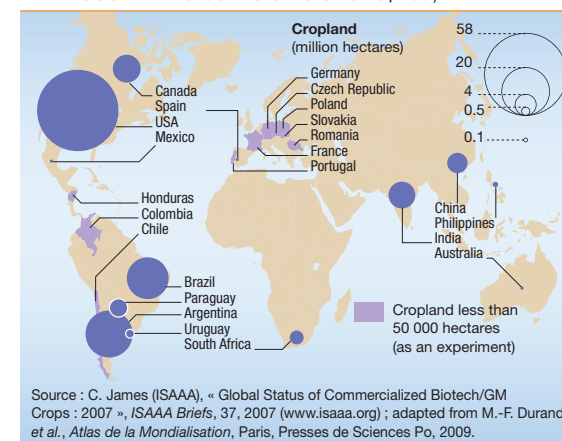 Cropland
(million hectares)
58
20
4
0.5
0.1
Canada
Spain
USA
Mexico
Germany
Czech Republic
Poland
Slovakia
Romania
France
Portugal
Honduras
Colombia
Chile
China
Philippines
India
Australia
Brazil
Paraguay
Argentina
Uruguay
South Africa
Cropland less than
50 000 hectares
(as an experiment)
Source : C. James (ISAAA), « Global Status of Commercialized Biotech/GM
Crops : 2007 », ISAAA Briefs, 37, 2007 (www.isaaa.org) ; adapted from M.-F. Durand
et al., Atlas de la Mondialisation, Paris, Presses de Sciences Po, 2009.